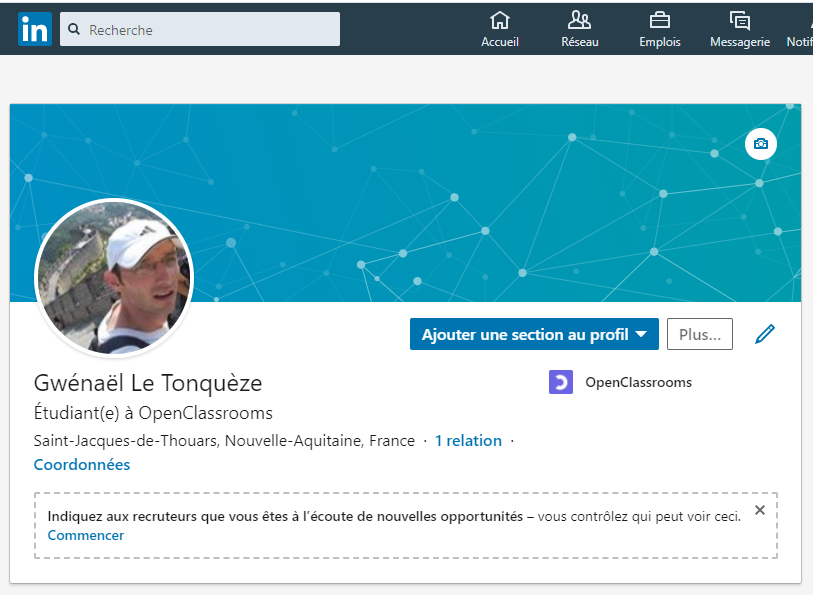 in
Recherche
Accueil
Réseau
Emplois
Messagerie
Ajouter une section au profil
Plus...
Gwénaël Le Tonquèze
OpenClassrooms
Étudiant(e) à OpenClassrooms
Saint-Jacques-de-Thouars, Nouvelle-Aquitaine, France · 1 relation ·
Coordonnées
Indiquez aux recruteurs que vous êtes à l’écoute de nouvelles opportunités – vous contrôlez qui peut voir ceci.
Commencer